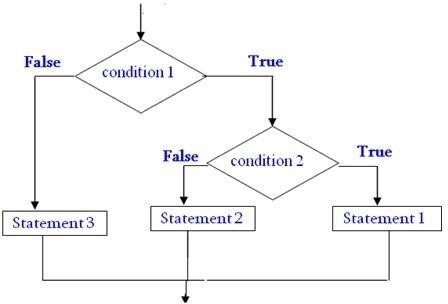 False
True
condition 1
False
True
condition 2
Statement 3
Statement 2
Statement 1